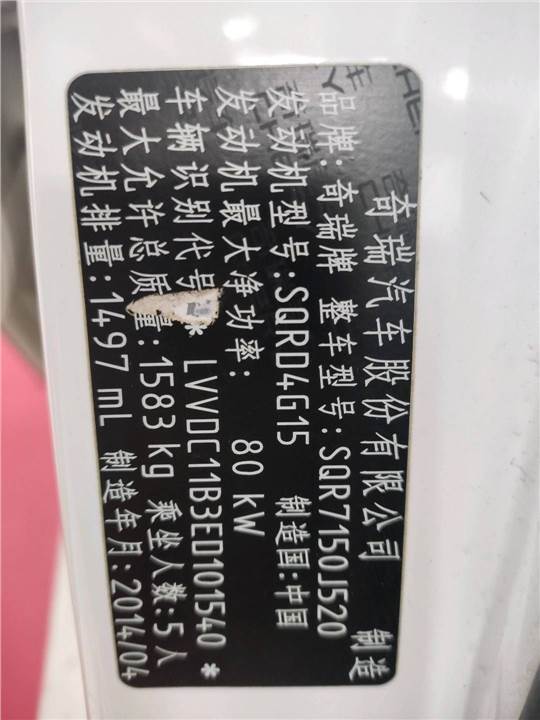 奇瑞汽车股份有限公司 制造
品牌:奇瑞牌 整车型号:SQR7150J520
发动机型号:SQRD4G15 制造国:中国
发动机最大净功率: 80 kW
车辆识别代号 * LVVDC11B3ED101540 *
最大允许总质量:1583 kg 乘坐人数:5人
发动机排量:1497 mL 制造年月:2014/04